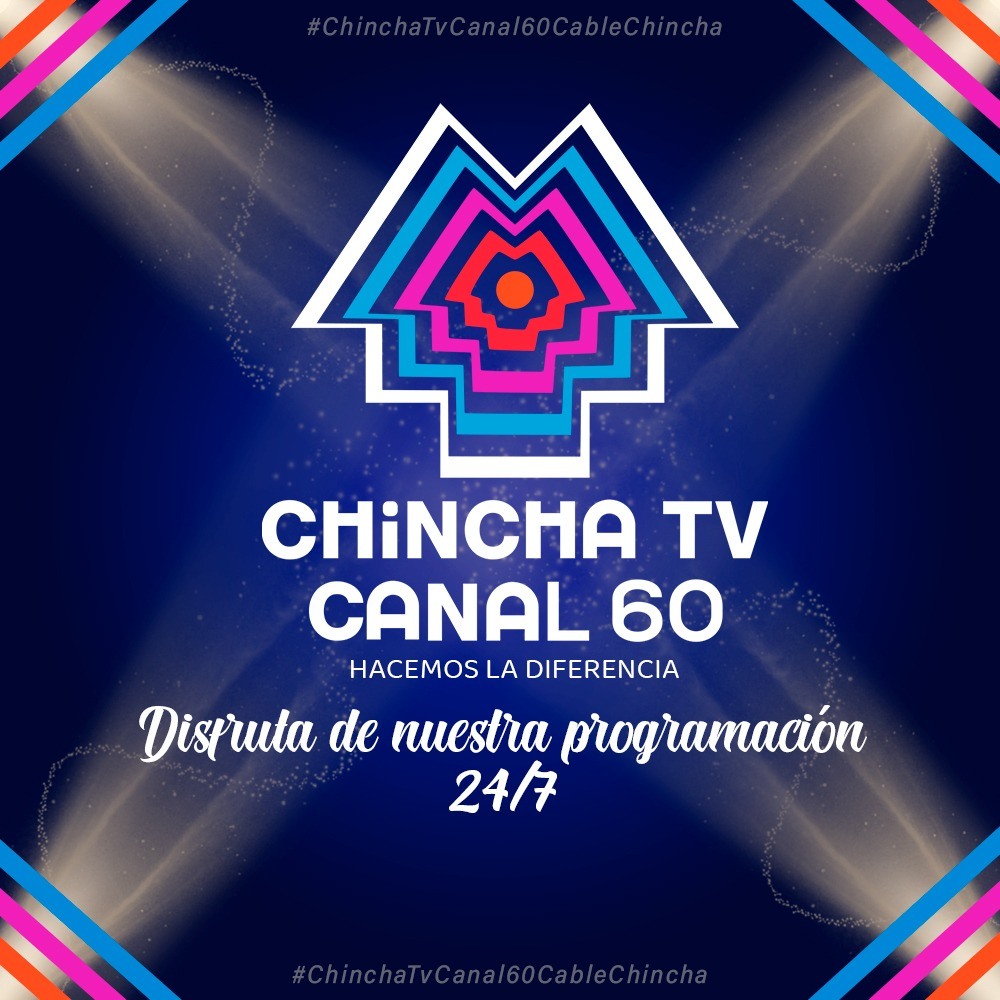 #ChinchaTvCanal60CableChincha
CHiNCHA TV
CANAL 60
HACEMOS LA DIFERENCIA
Disfruta de nuestra programación
24/7
#ChinchaTvCanal60CableChincha